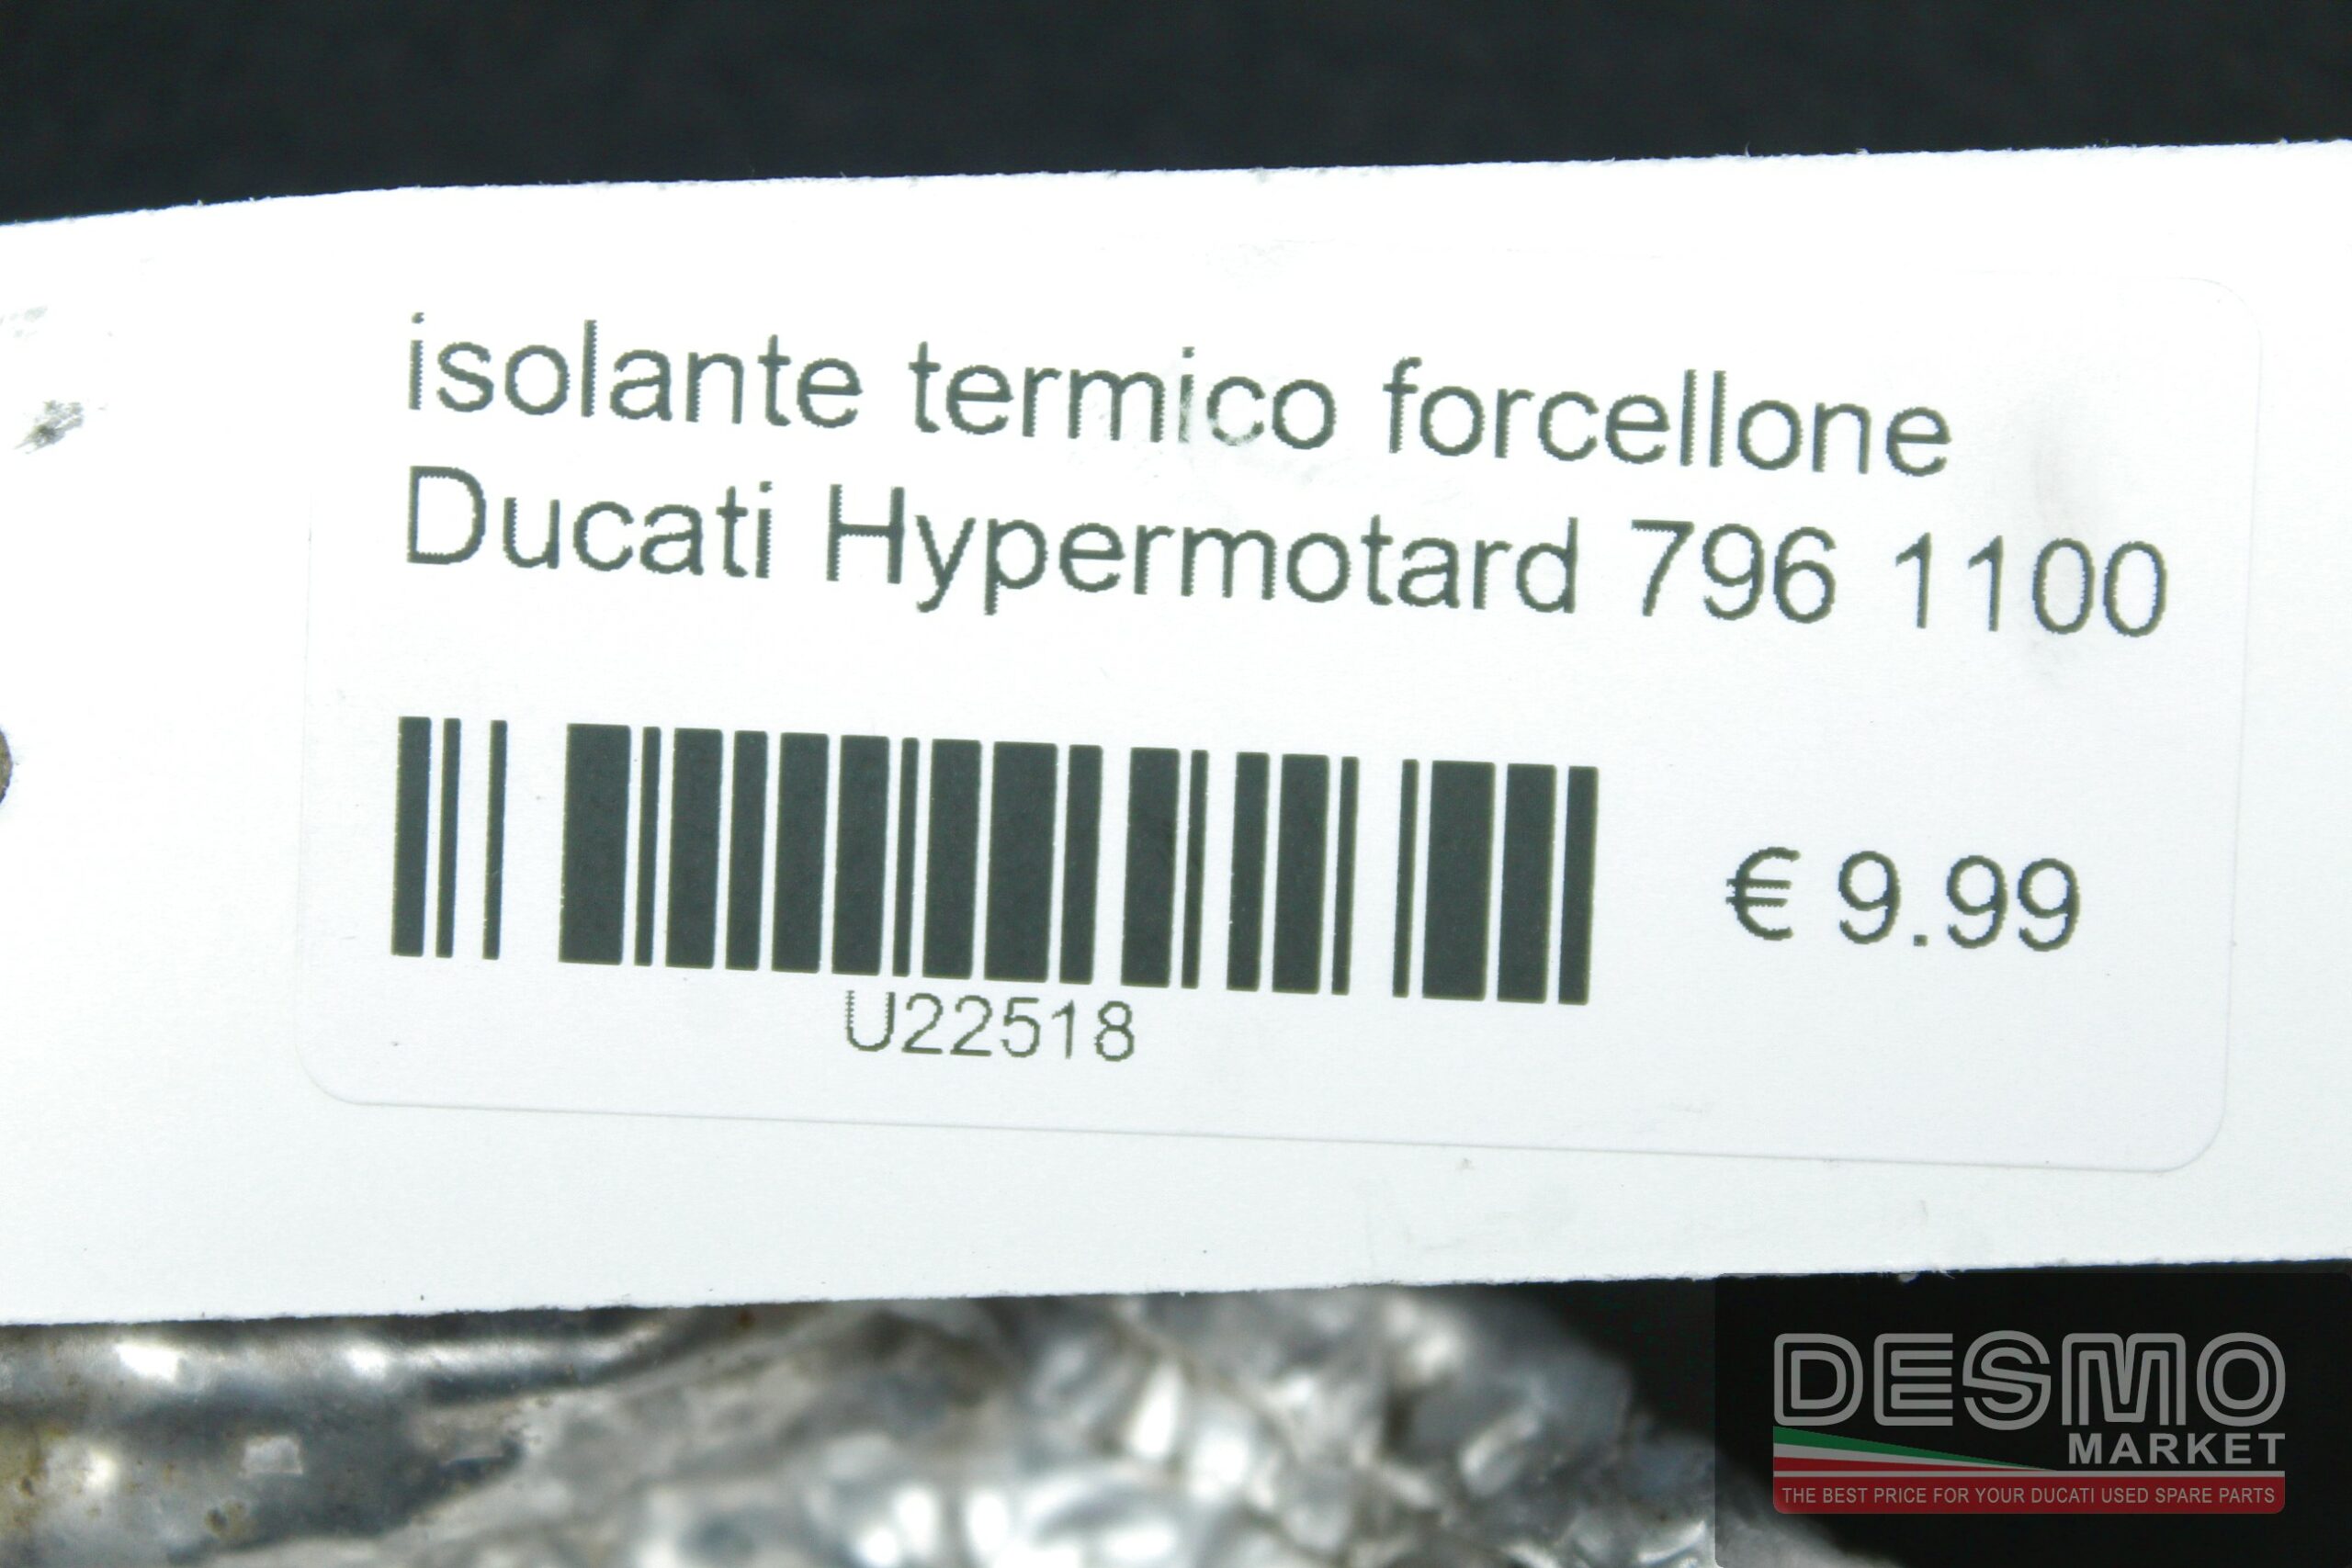 isolante termico forcellone
Ducati Hypermotard 796 1100
€ 9.99
U22518
DESMO
MARKET
THE BEST PRICE FOR YOUR DUCATI USED SPARE PARTS